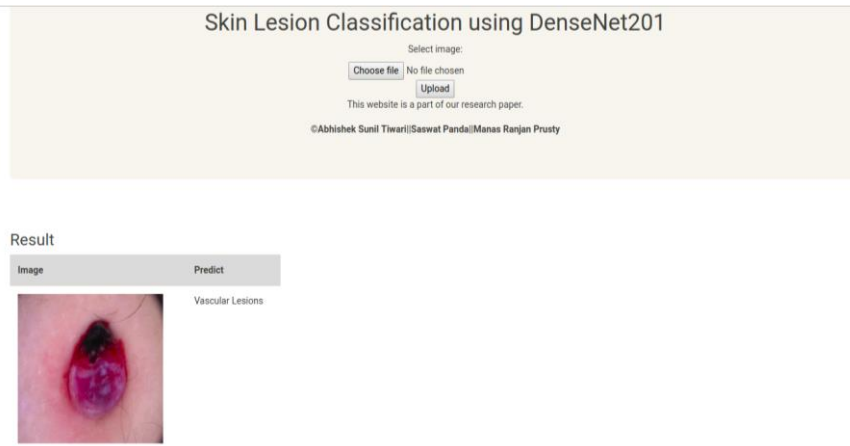 Skin Lesion Classification using DenseNet201
Select image:
Choose file No file chosen
Upload
This website is a part of our research paper.
©Abhishek Sunil Tiwari||Saswat Panda||Manas Ranjan Prusty
Result
Image Predict
Vascular Lesions